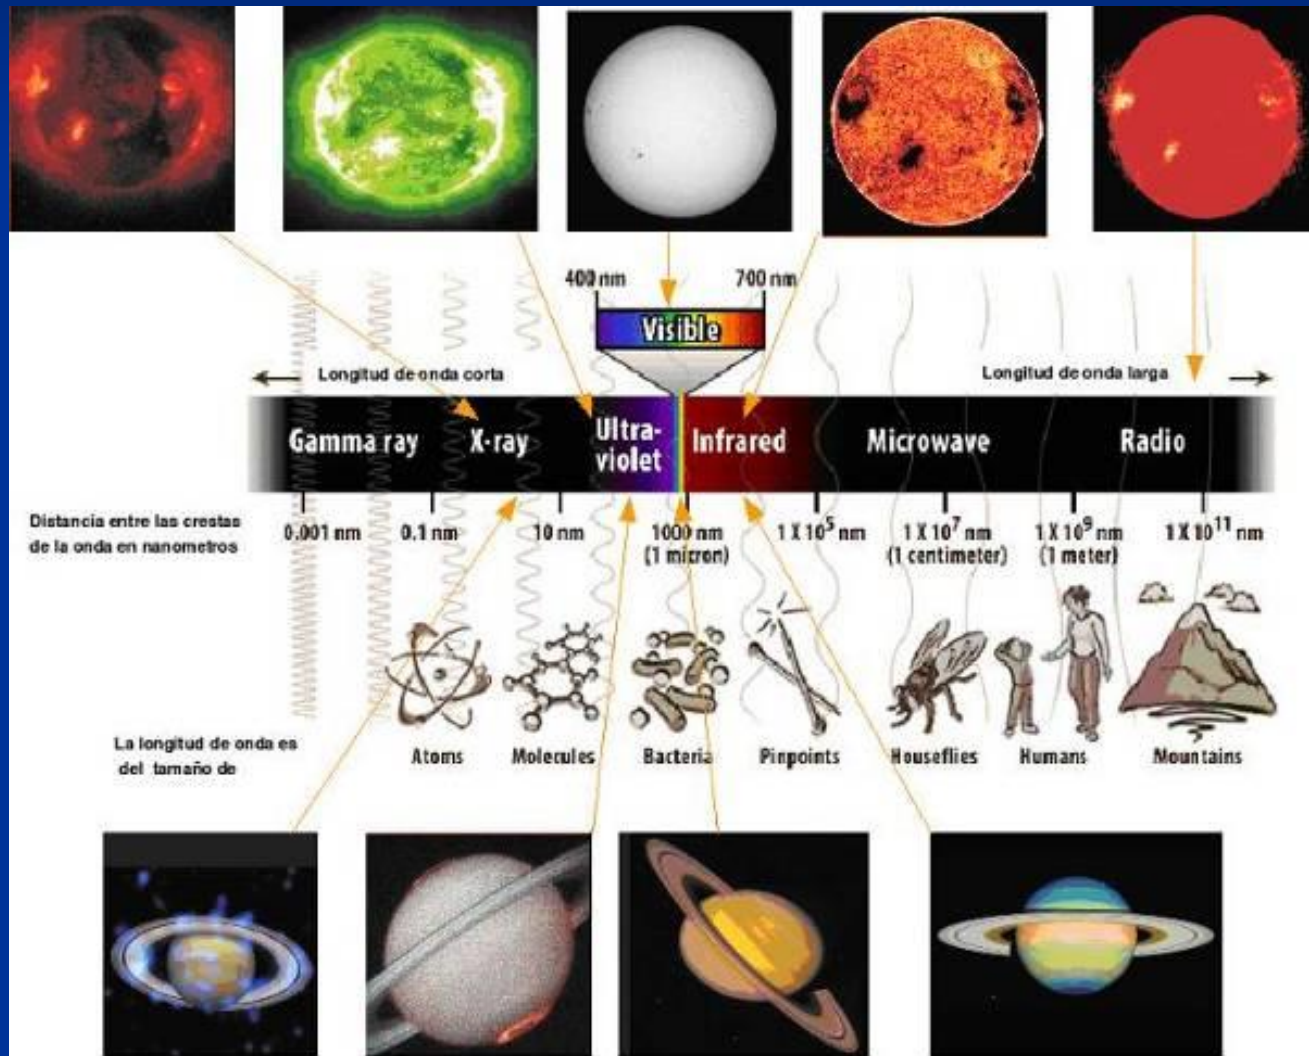 400 nm 700 nm
Visible
Longitud de onda corta Longitud de onda larga
Gamma ray X-ray Ultra-violet Infrared Microwave Radio
Distancia entre las crestas
de la onda en nanometros
0.001 nm 0.1 nm 10 nm 1000 nm 1 X 10⁵ nm 1 X 10⁷ nm 1 X 10⁹ nm 1 X 10¹¹ nm
(1 micron) (1 centimeter) (1 meter)
La longitud de onda es
del tamaño de
Atoms Molecules Bacteria Pinpoints Houseflies Humans Mountains